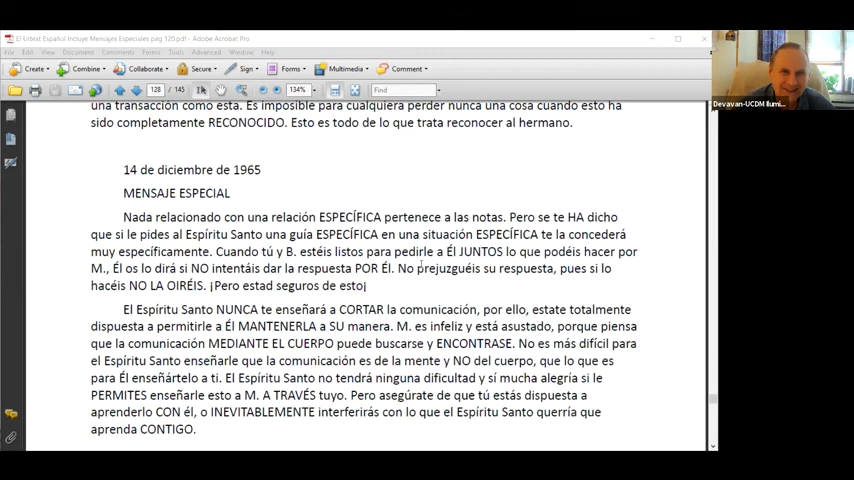 El Urtext Español Incluye Mensajes Especiales pág 120.pdf - Adobe Acrobat Pro
File Edit View Document Comments Forms Tools Advanced Window Help
Create Combine Collaborate Secure Sign Forms Multimedia Comment
128 / 145 134% Find
una transacción como esta. Es imposible para cualquiera perder nunca una cosa cuando esto ha
sido completamente RECONOCIDO. Esto es todo de lo que trata reconocer al hermano.
14 de diciembre de 1965
MENSAJE ESPECIAL
Nada relacionado con una relación ESPECÍFICA pertenece a las notas. Pero se te HA dicho
que si le pides al Espíritu Santo una guía ESPECÍFICA en una situación ESPECÍFICA te la concederá
muy específicamente. Cuando tú y B. estéis listos para pedirle a ÉL JUNTOS lo que podéis hacer por
M., Él os lo dirá si NO intentáis dar la respuesta POR ÉL. No prejuzguéis su respuesta, pues si lo
hacéis NO LA OIRÉIS. ¡Pero estad seguros de esto¡
El Espíritu Santo NUNCA te enseñará a CORTAR la comunicación, por ello, estate totalmente
dispuesta a permitirle a ÉL MANTENERLA a SU manera. M. es infeliz y está asustado, porque piensa
que la comunicación MEDIANTE EL CUERPO puede buscarse y ENCONTRASE. No es más difícil para
el Espíritu Santo enseñarle que la comunicación es de la mente y NO del cuerpo, que lo que es
para Él enseñártelo a ti. El Espíritu Santo no tendrá ninguna dificultad y sí mucha alegría si le
PERMITES enseñarle esto a M. A TRAVÉS tuyo. Pero asegúrate de que tú estás dispuesta a
aprenderlo CON él, o INEVITABLEMENTE interferirás con lo que el Espíritu Santo querría que
aprenda CONTIGO.
Devavan-UCDM Ilumi...